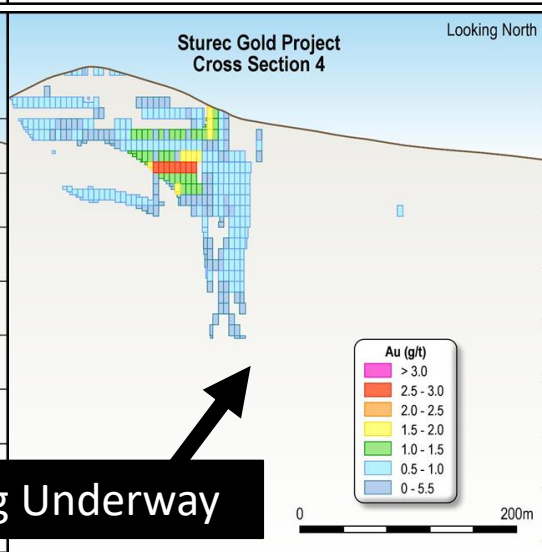 Looking North
Sturec Gold Project
Cross Section 4
Au (g/t)
> 3.0
2.5 - 3.0
2.0 - 2.5
1.5 - 2.0
1.0 - 1.5
0.5 - 1.0
0 - 5.5
Underway
0 200m